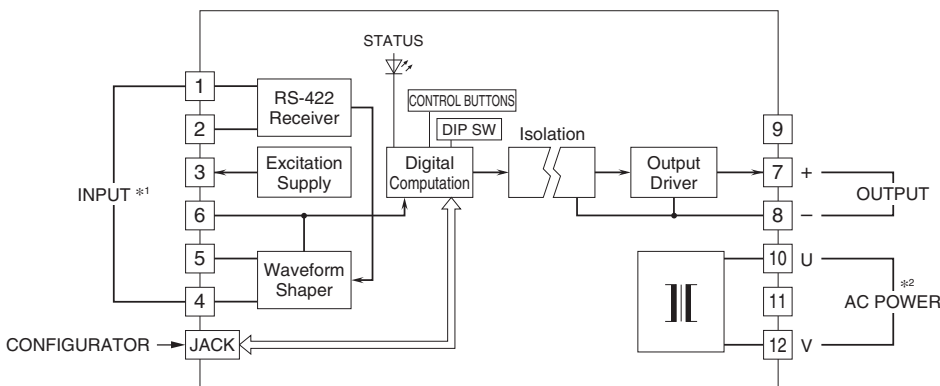 STATUS
CONTROL BUTTONS
DIP SW
Isolation
1
2
3
6
5
4
INPUT *1
RS-422
Receiver
Excitation
Supply
Waveform
Shaper
Digital
Computation
Output
Driver
9
7 +
8 –
OUTPUT
10 U
11
12 V
*2
AC POWER
CONFIGURATOR
JACK